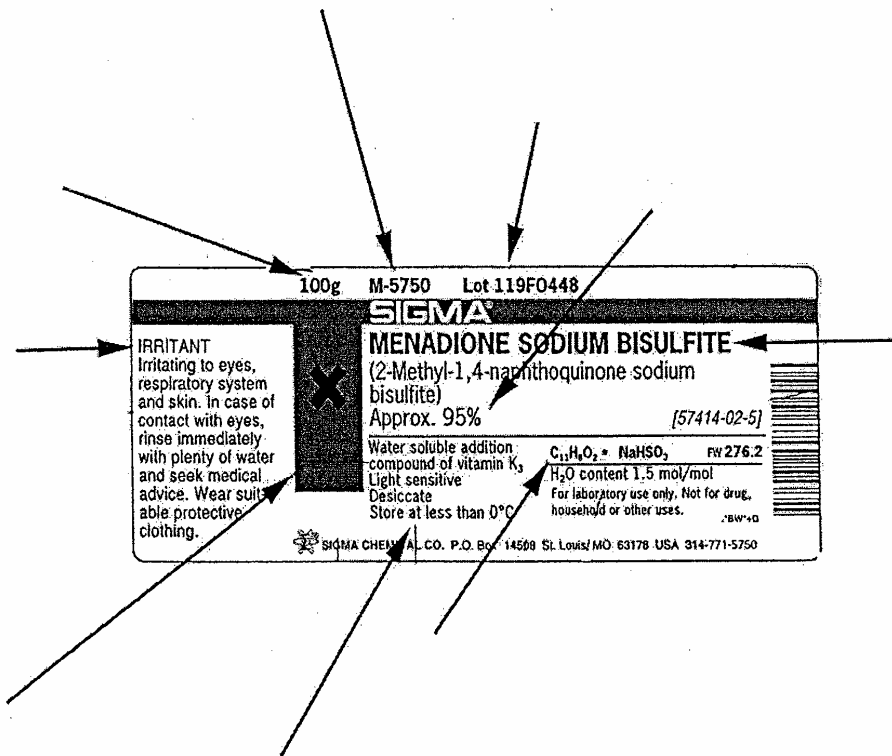 100g M-5750 Lot 119F0448
SIGMA
IRRITANT
Irritating to eyes,
respiratory system
and skin. In case of
contact with eyes,
rinse immediately
with plenty of water
and seek medical
advice. Wear suit-
able protective
clothing.
MENADIONE SODIUM BISULFITE
(2-Methyl-1,4-naphthoquinone sodium
bisulfite)
Approx. 95% [57414-02-5]
Water soluble addition
compound of vitamin K₃
Light sensitive
Desiccate
Store at less than 0°C
C₁₁H₈O₂ • NaHSO₃ FW 276.2
H₂O content 1.5 mol/mol
For laboratory use only. Not for drug,
household or other uses.
SIGMA CHEMICAL CO. P.O. Box 14508 St. Louis/MO 63178 USA 314-771-5750